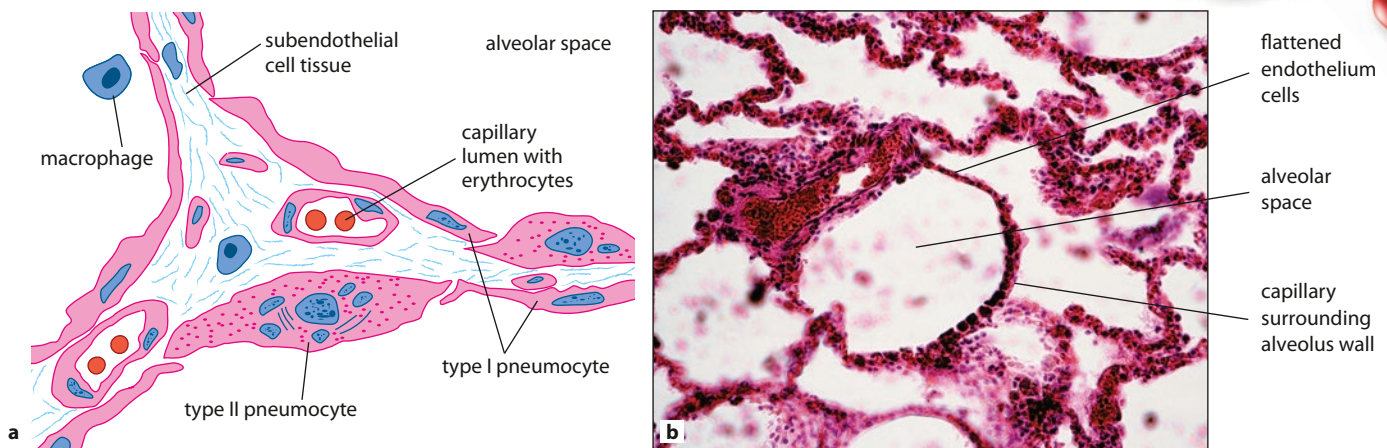 subendothelial
cell tissue
alveolar space
macrophage
capillary
lumen with
erythrocytes
type I pneumocyte
type II pneumocyte
a
flattened
endothelium
cells
alveolar
space
capillary
surrounding
alveolus wall
b